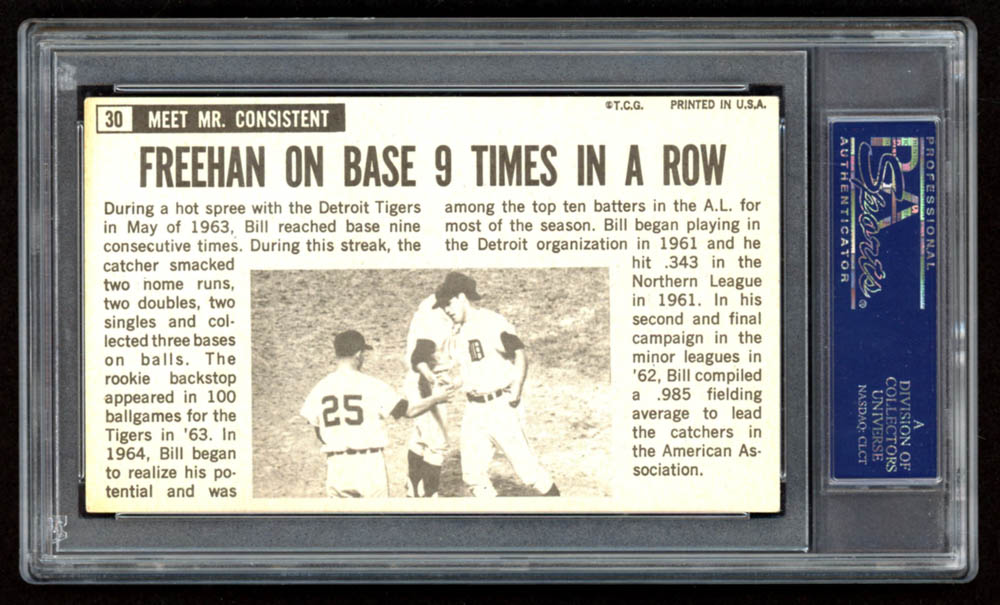 30 MEET MR. CONSISTENT
©T.C.G. PRINTED IN U.S.A.
FREEHAN ON BASE 9 TIMES IN A ROW
During a hot spree with the Detroit Tigers
in May of 1963, Bill reached base nine
consecutive times. During this streak, the
catcher smacked
two home runs,
two doubles, two
singles and col-
lected three bases
on balls. The
rookie backstop
appeared in 100
ballgames for the
Tigers in '63. In
1964, Bill began
to realize his po-
tential and was
among the top ten batters in the A.L. for
most of the season. Bill began playing in
the Detroit organization in 1961 and he
hit .343 in the
Northern League
in 1961. In his
second and final
campaign in the
minor leagues in
'62, Bill compiled
a .985 fielding
average to lead
the catchers in
the American As-
sociation.
25
D
PROFESSIONAL
PSA
Sports®
AUTHENTICATOR
A
DIVISION OF
COLLECTORS
UNIVERSE
NASDAQ: CLCT